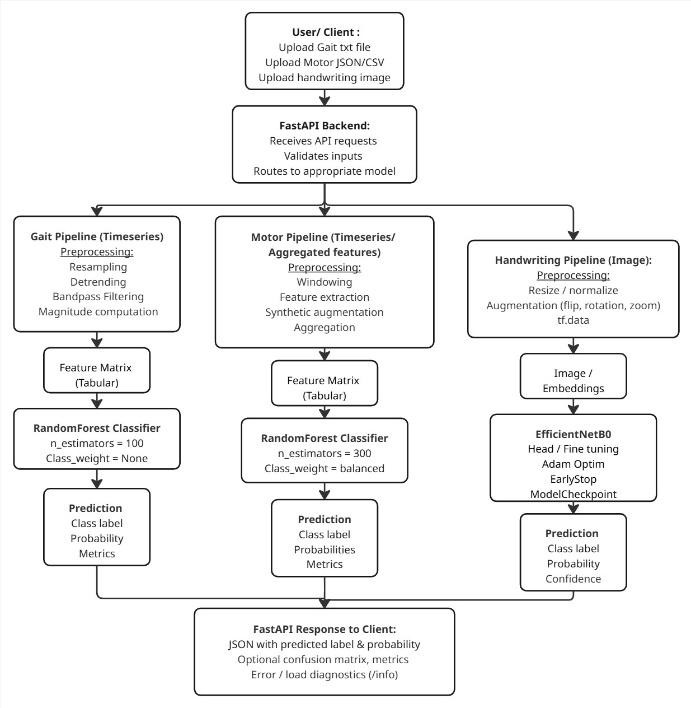 User/ Client :
Upload Gait txt file
Upload Motor JSON/CSV
Upload handwriting image
FastAPI Backend:
Receives API requests
Validates inputs
Routes to appropriate model
Gait Pipeline (Timeseries)
Preprocessing:
Resampling
Detrending
Bandpass Filtering
Magnitude computation
Motor Pipeline (Timeseries/
Aggregated features)
Preprocessing:
Windowing
Feature extraction
Synthetic augmentation
Aggregation
Handwriting Pipeline (Image):
Preprocessing:
Resize / normalize
Augmentation (flip, rotation, zoom)
tf.data
Feature Matrix
(Tabular)
Feature Matrix
(Tabular)
Image /
Embeddings
RandomForest Classifier
n_estimators = 100
Class_weight = None
RandomForest Classifier
n_estimators = 300
Class_weight = balanced
EfficientNetB0
Head / Fine tuning
Adam Optim
EarlyStop
ModelCheckpoint
Prediction
Class label
Probability
Metrics
Prediction
Class label
Probabilities
Metrics
Prediction
Class label
Probability
Confidence
FastAPI Response to Client:
JSON with predicted label & probability
Optional confusion matrix, metrics
Error / load diagnostics (/info)